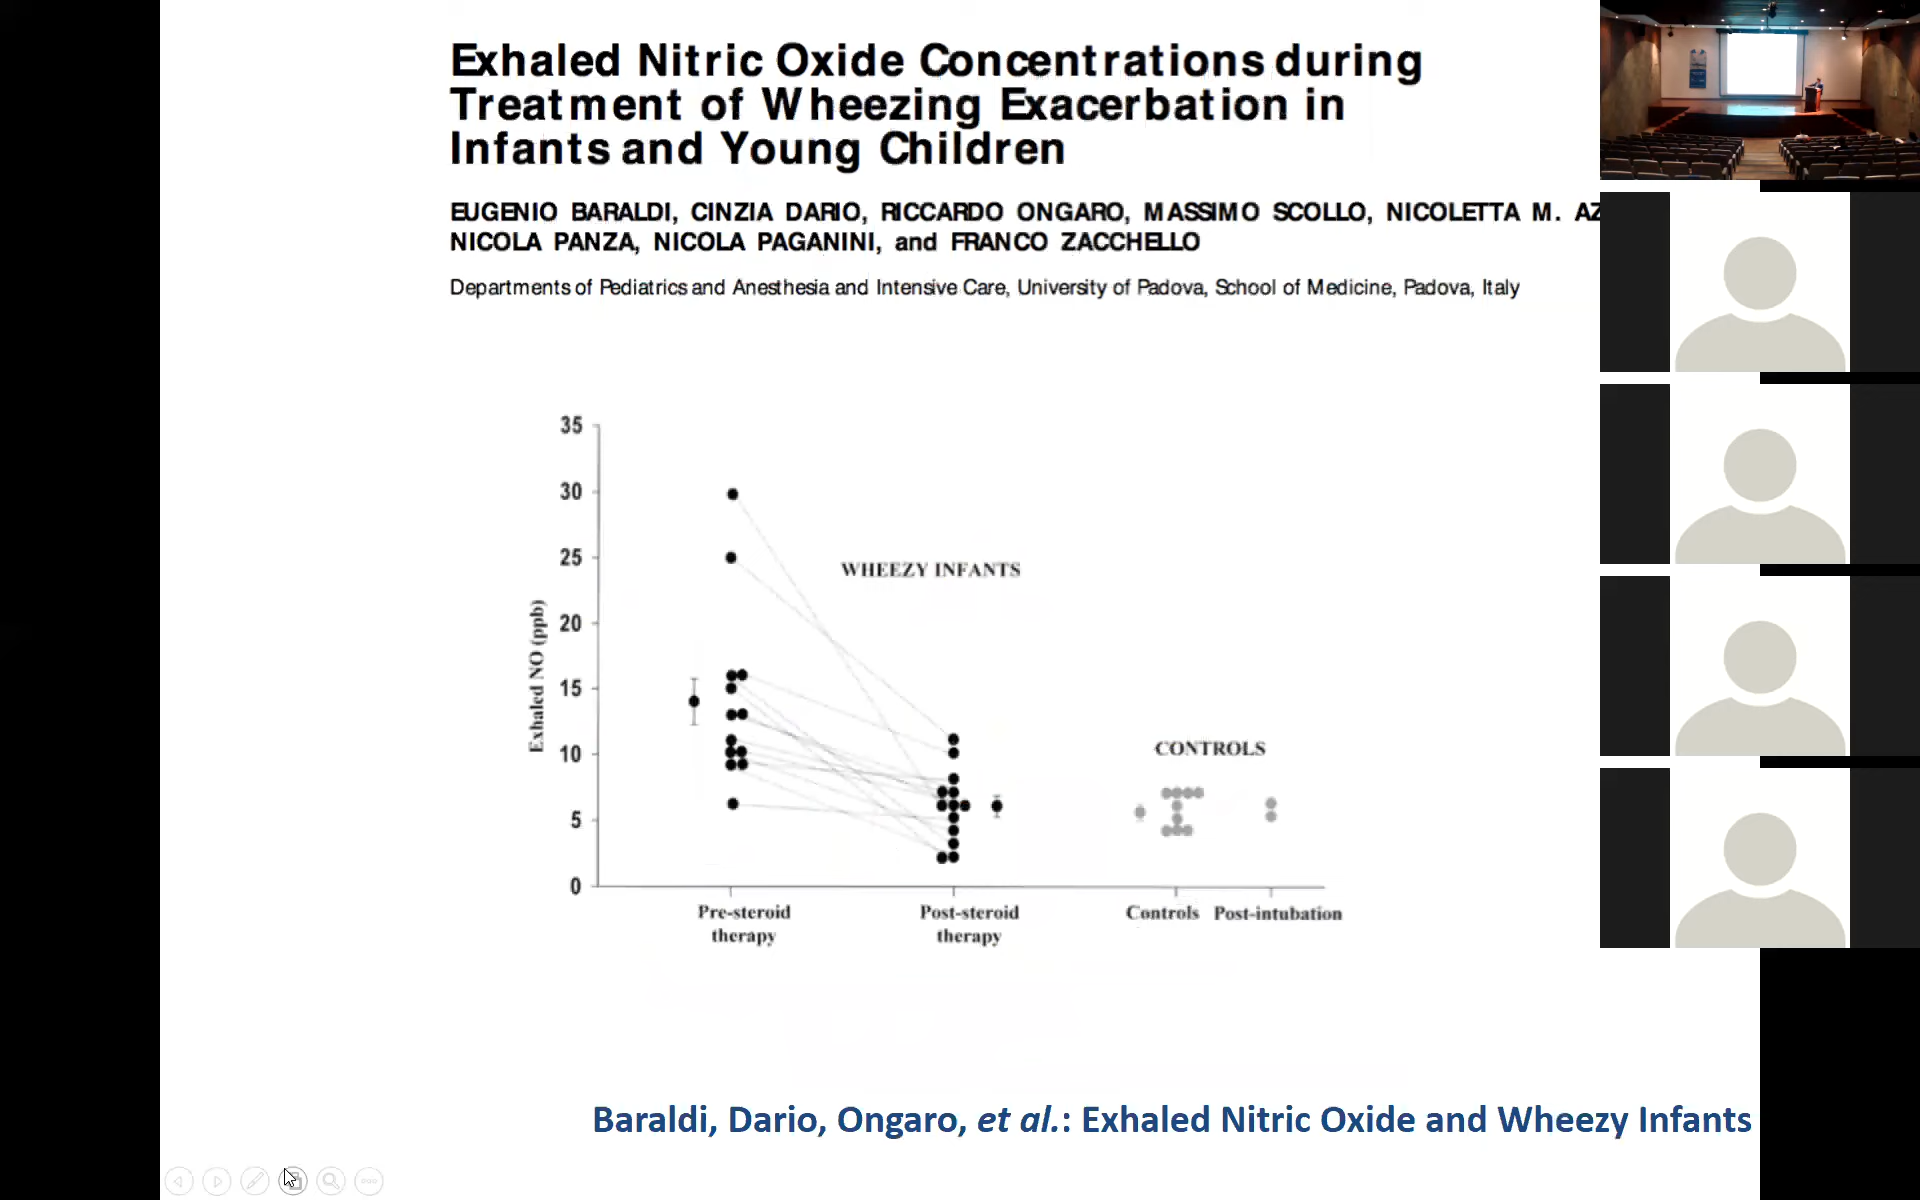 Exhaled Nitric Oxide Concentrations during
Treatment of Wheezing Exacerbation in
Infants and Young Children
EUGENIO BARALDI, CINZIA DARIO, RICCARDO ONGARO, MASSIMO SCOLLO, NICOLETTA M. AZ
NICOLA PANZA, NICOLA PAGANINI, and FRANCO ZACCHELLO
Departments of Pediatrics and Anesthesia and Intensive Care, University of Padova, School of Medicine, Padova, Italy
35
30
25
20
15
10
5
0
Exhaled NO (ppb)
WHEEZY INFANTS
CONTROLS
Pre-steroid
therapy
Post-steroid
therapy
Controls
Post-intubation
Baraldi, Dario, Ongaro, et al.: Exhaled Nitric Oxide and Wheezy Infants